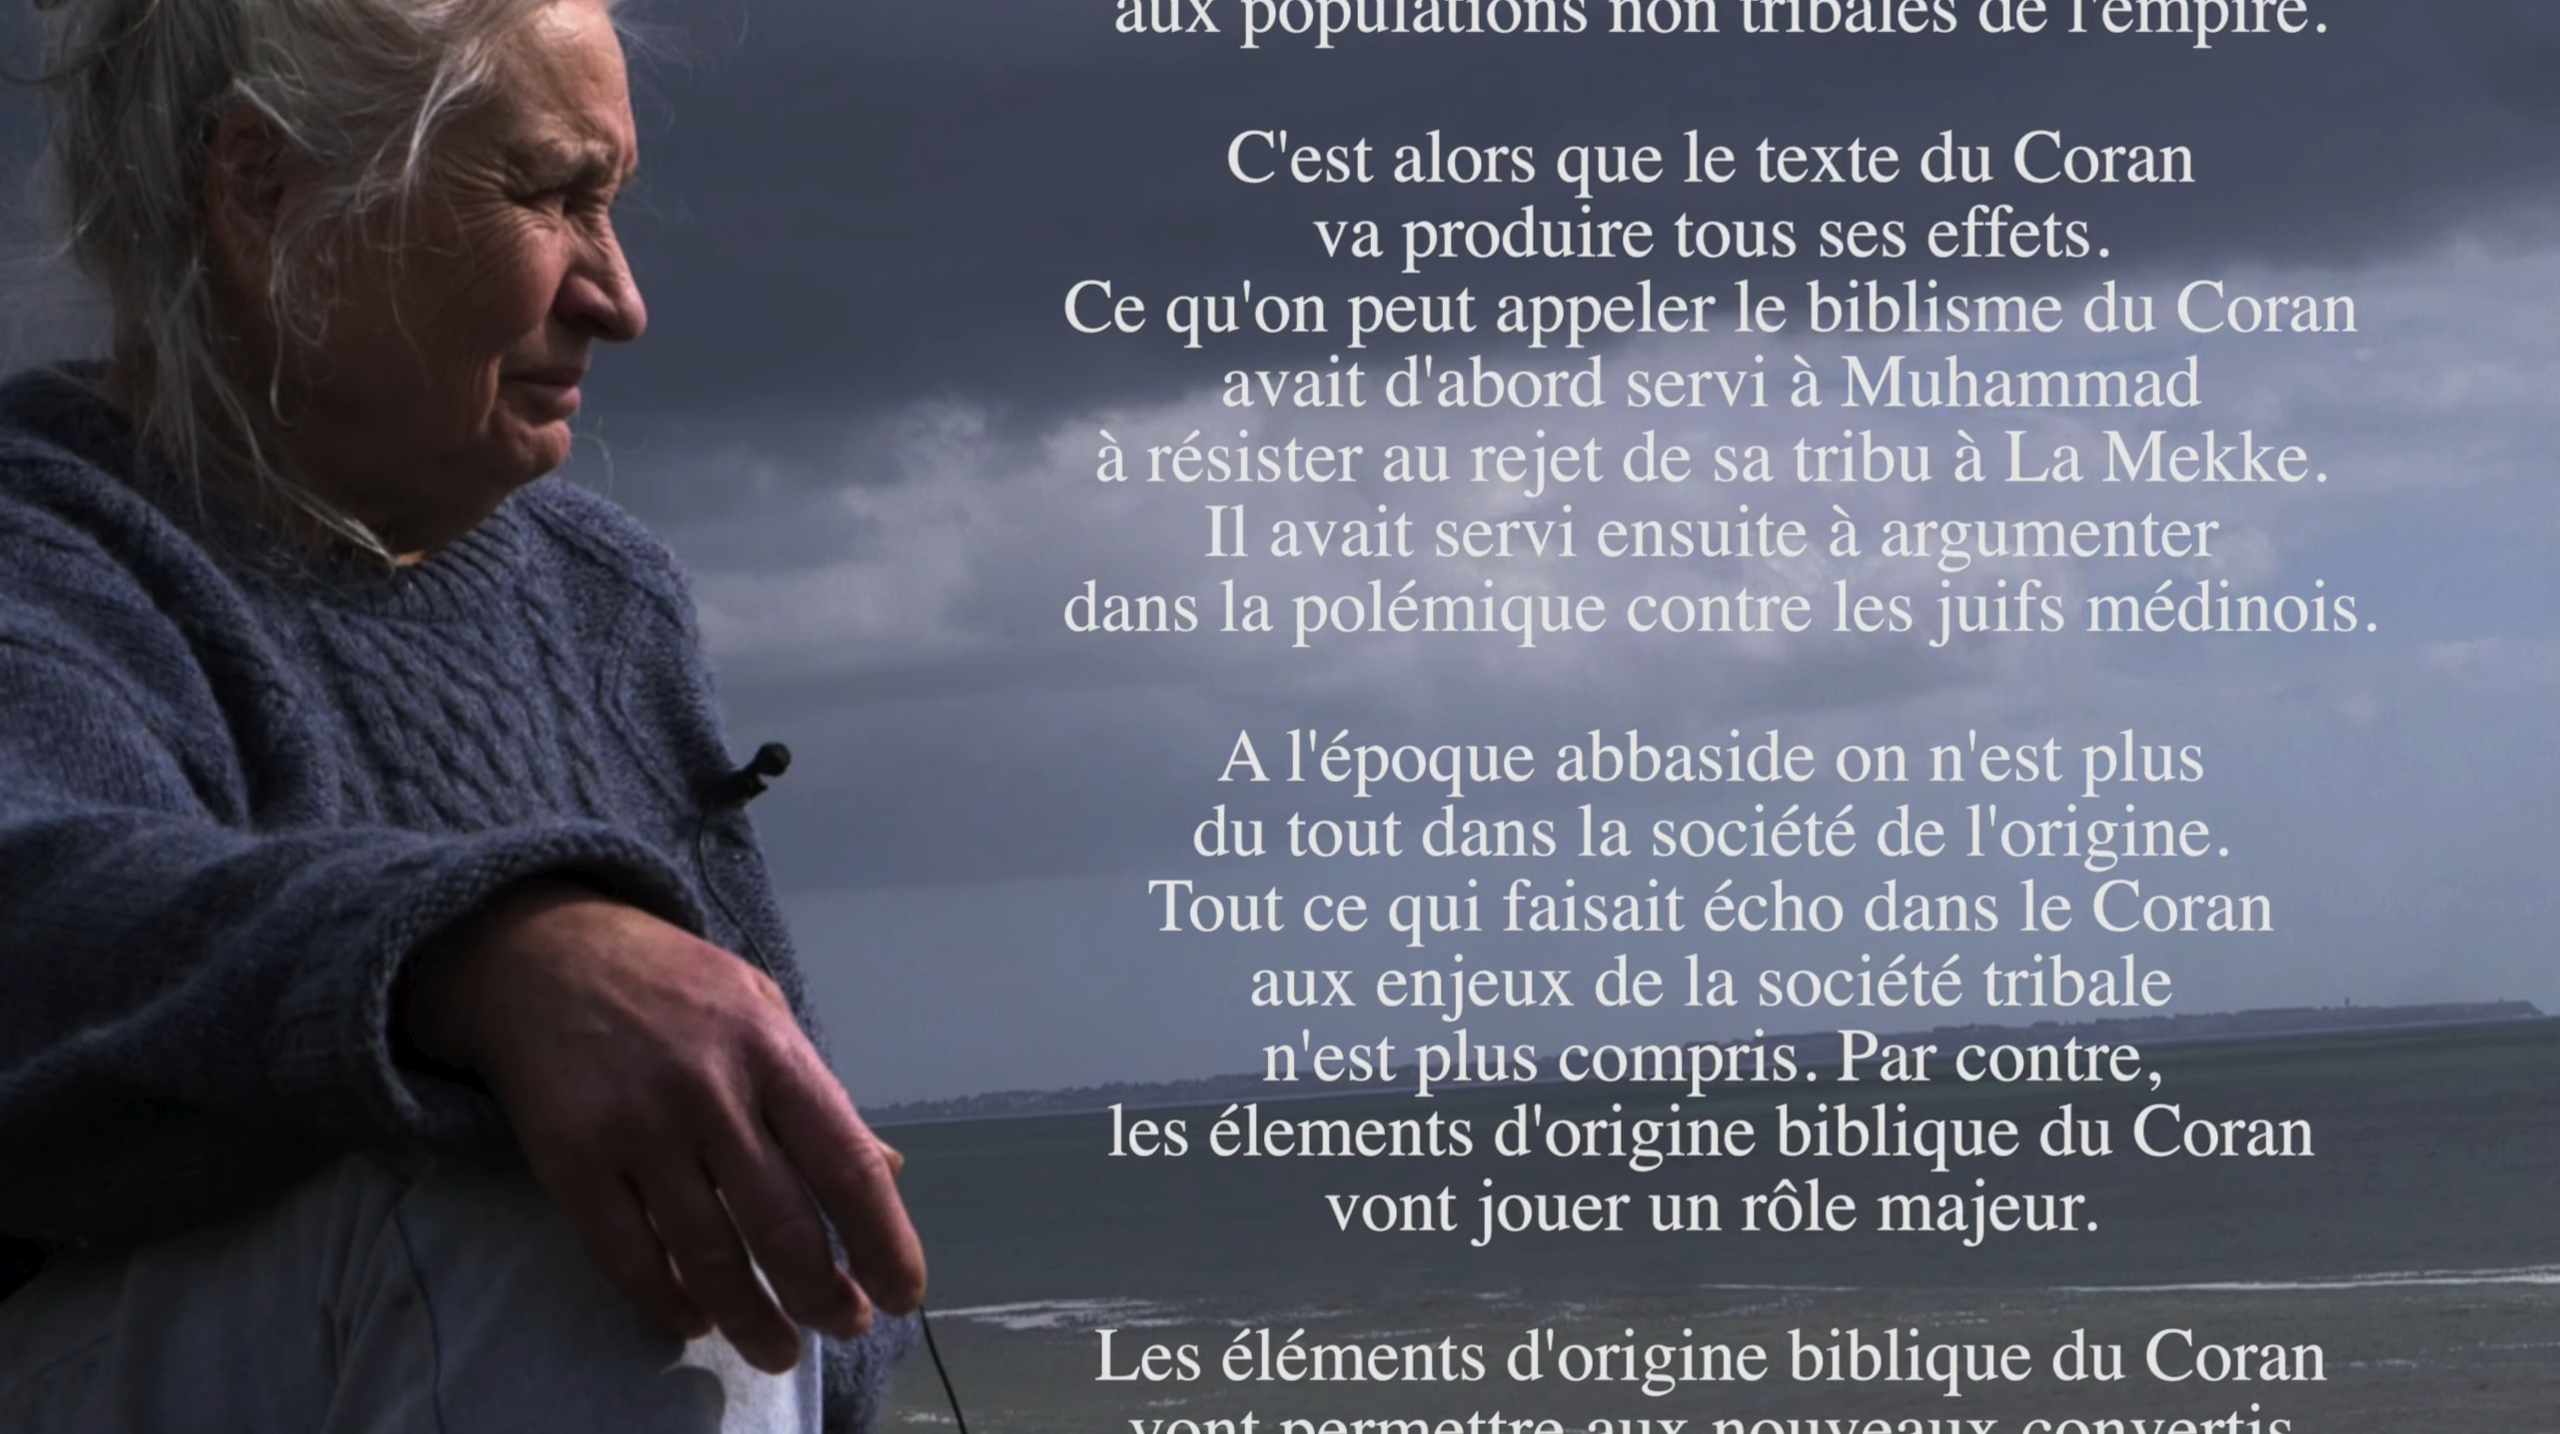 aux populations non tribales de l'empire.
C'est alors que le texte du Coran
va produire tous ses effets.
Ce qu'on peut appeler le biblisme du Coran
avait d'abord servi à Muhammad
à résister au rejet de sa tribu à La Mekke.
Il avait servi ensuite à argumenter
dans la polémique contre les juifs médinois.
A l'époque abbaside on n'est plus
du tout dans la société de l'origine.
Tout ce qui faisait écho dans le Coran
aux enjeux de la société tribale
n'est plus compris. Par contre,
les élements d'origine biblique du Coran
vont jouer un rôle majeur.
Les éléments d'origine biblique du Coran
vont permettre aux nouveaux convertis